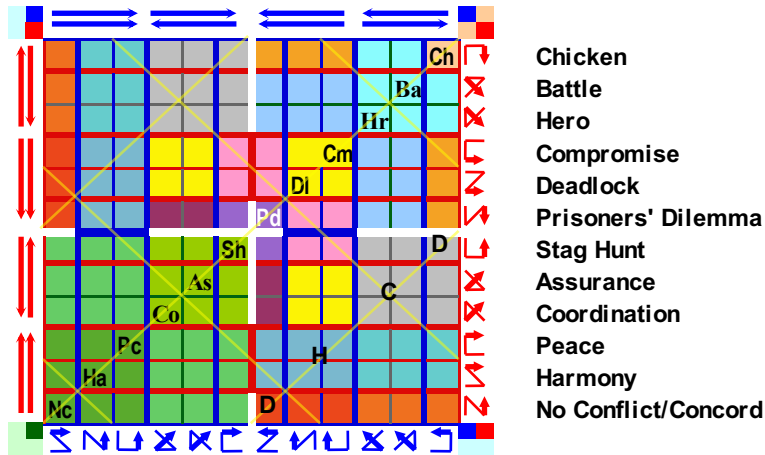 Ch Chicken
Ba Battle
Hr Hero
Cm Compromise
Di Deadlock
Pd Prisoners' Dilemma
Sh D Stag Hunt
As Assurance
C
Co Coordination
Pc Peace
H
Ha Harmony
Nc D No Conflict/Concord